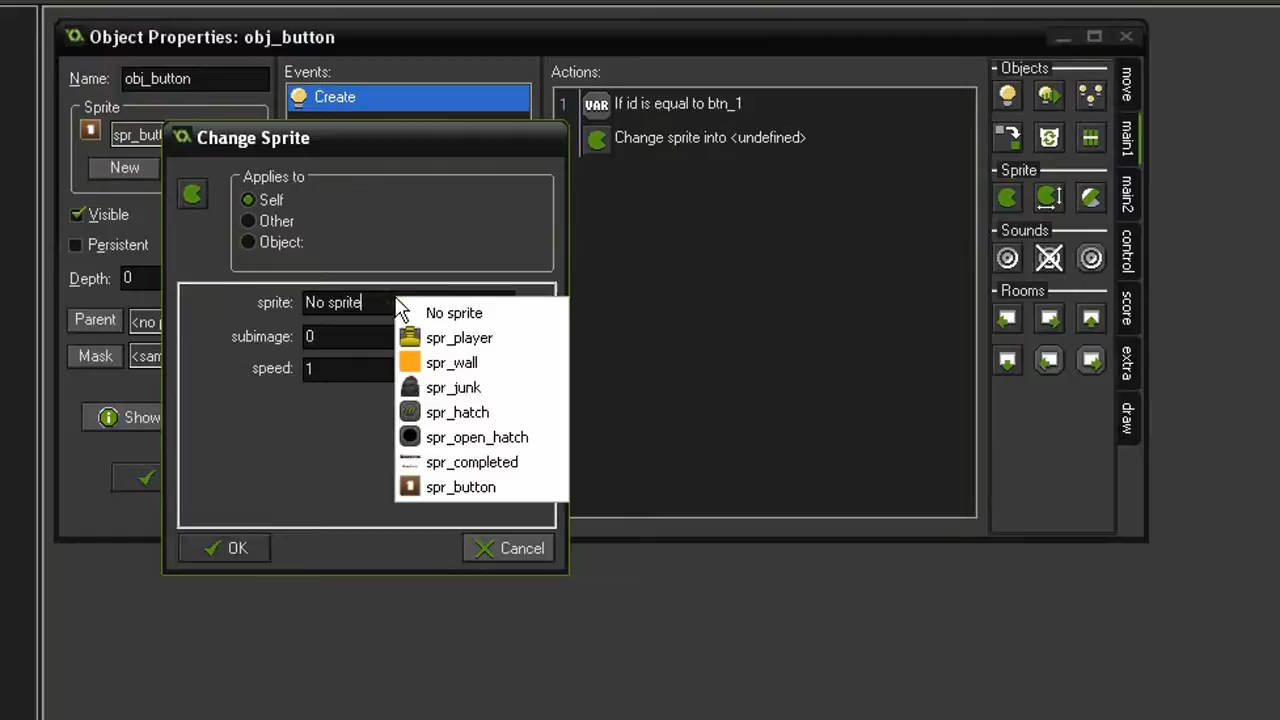 Object Properties: obj_button
Name: obj_button
Sprite
spr_but
New
Visible
Persistent
Depth: 0
Parent <no p
Mask <sam
Show
Events:
Create
Actions:
1 VAR If id is equal to btn_1
Change sprite into <undefined>
Change Sprite
Applies to
Self
Other
Object:
sprite: No sprite
subimage: 0
speed: 1
No sprite
spr_player
spr_wall
spr_junk
spr_hatch
spr_open_hatch
spr_completed
spr_button
OK
Cancel
Objects
Sprite
Sounds
Rooms
move
main1
main2
control
score
extra
draw